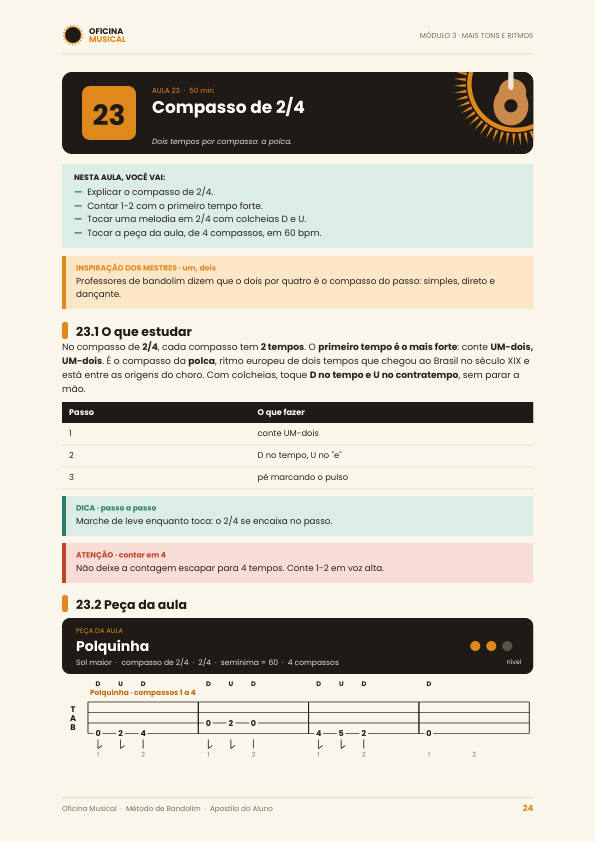 OFICINA
MUSICAL
MÓDULO 3 · MAIS TONS E RITMOS
23
AULA 23 · 50 min
Compasso de 2/4
Dois tempos por compasso: a polca.
NESTA AULA, VOCÊ VAI:
— Explicar o compasso de 2/4.
— Contar 1-2 com o primeiro tempo forte.
— Tocar uma melodia em 2/4 com colcheias D e U.
— Tocar a peça da aula, de 4 compassos, em 60 bpm.
INSPIRAÇÃO DOS MESTRES · um, dois
Professores de bandolim dizem que o dois por quatro é o compasso do passo: simples, direto e
dançante.
23.1 O que estudar
No compasso de 2/4, cada compasso tem 2 tempos. O primeiro tempo é o mais forte: conte UM-dois,
UM-dois. É o compasso da polca, ritmo europeu de dois tempos que chegou ao Brasil no século XIX e
está entre as origens do choro. Com colcheias, toque D no tempo e U no contratempo, sem parar a
mão.
Passo O que fazer
1 conte UM-dois
2 D no tempo, U no "e"
3 pé marcando o pulso
DICA · passo a passo
Marche de leve enquanto toca: o 2/4 se encaixa no passo.
ATENÇÃO · contar em 4
Não deixe a contagem escapar para 4 tempos. Conte 1-2 em voz alta.
23.2 Peça da aula
PEÇA DA AULA
Polquinha
Sol maior · compasso de 2/4 · 2/4 · semínima = 60 · 4 compassos
nível
D U D D U D D U D D
Polquinha · compassos 1 a 4
T
A
B
0 2 0
0 2 4 4 5 2 0
1 2 1 2 1 2 1 2
Oficina Musical · Método de Bandolim · Apostila do Aluno
24